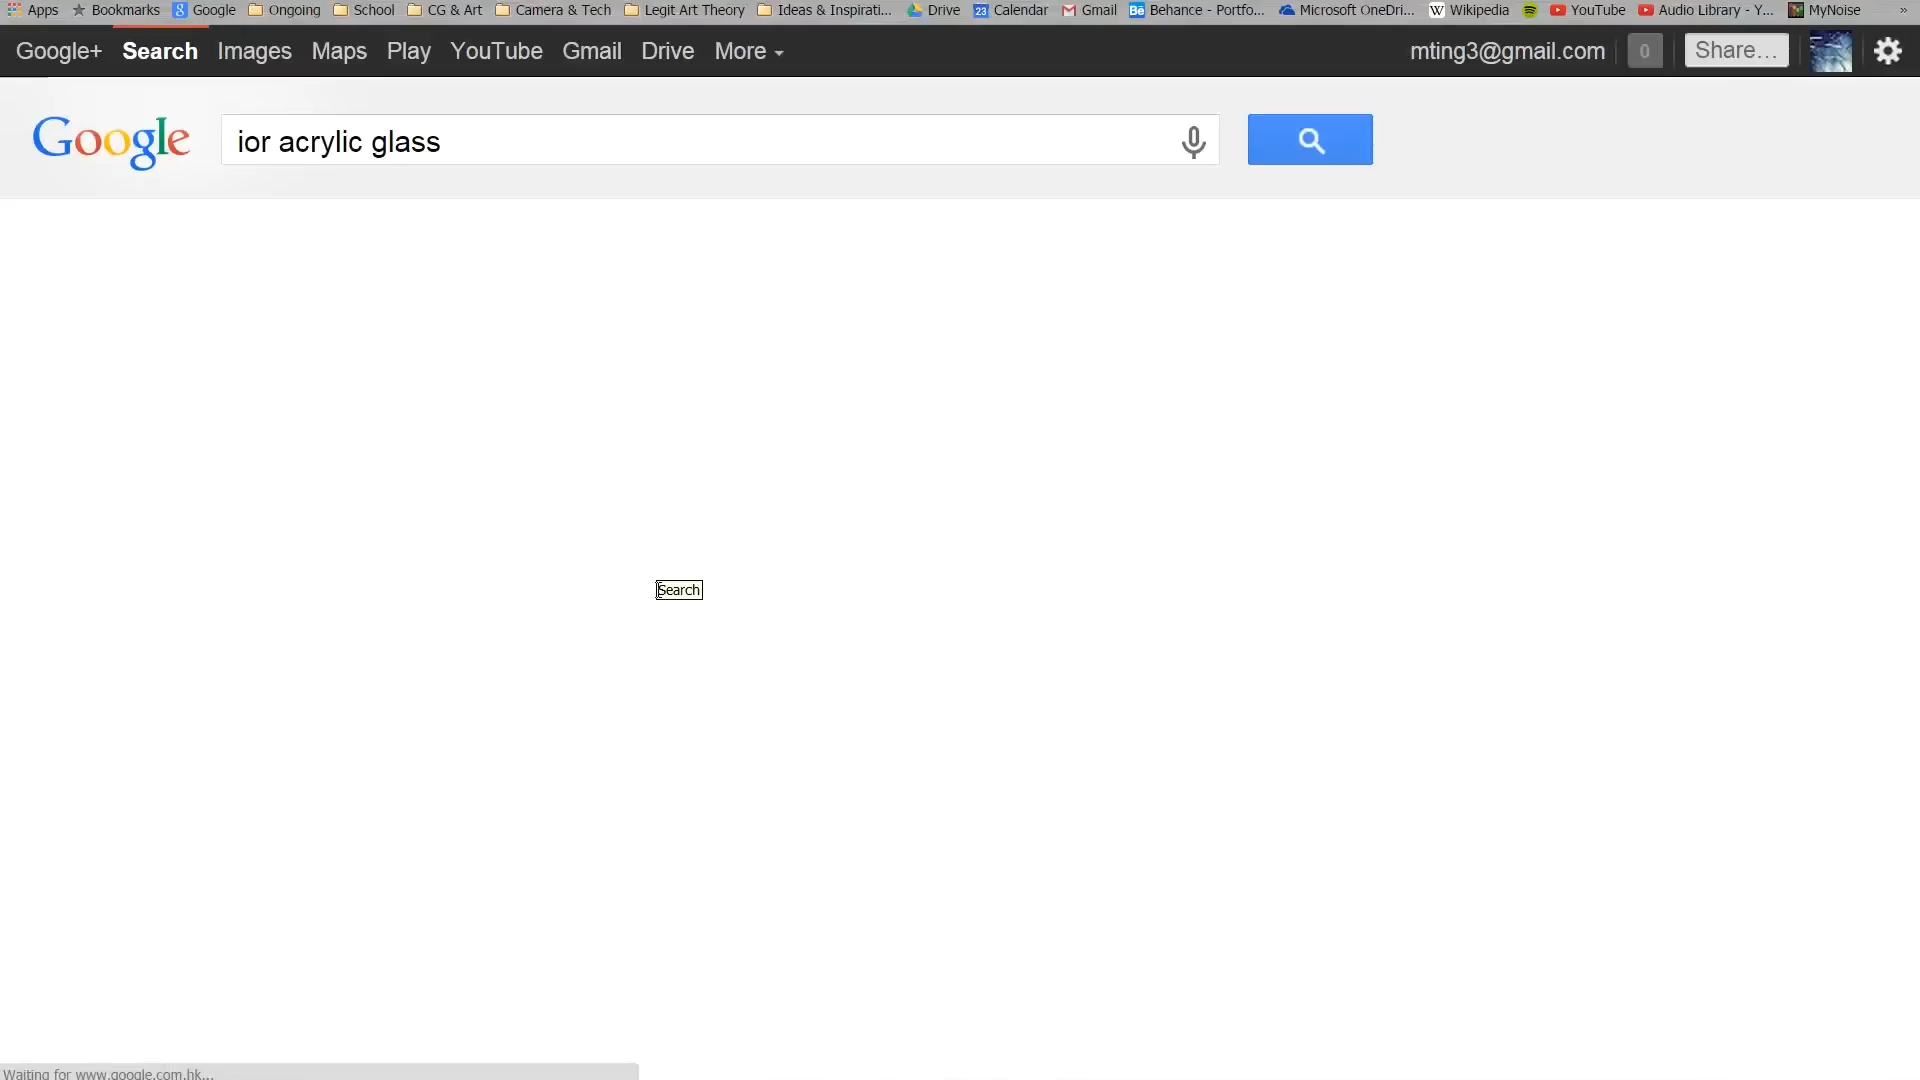 Apps Bookmarks Google Ongoing School CG & Art Camera & Tech Legit Art Theory Ideas & Inspirati... Drive 23 Calendar Gmail Bē Behance - Portfo... Microsoft OneDri... W Wikipedia YouTube Audio Library - Y... MyNoise »
Google+ Search Images Maps Play YouTube Gmail Drive More mting3@gmail.com 0 Share...
Google ior acrylic glass
Search
Waiting for www.google.com.hk...